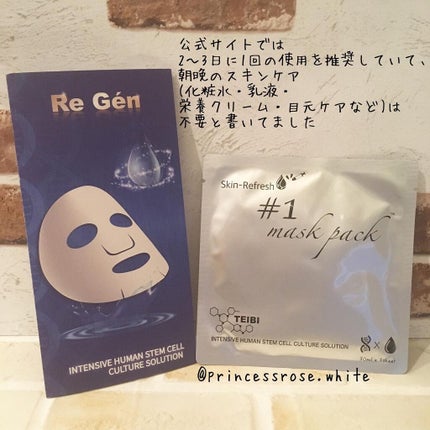 公式サイトでは
2～3日に1回の使用を推奨していて、
朝晩のスキンケア
(化粧水・乳液・
栄養クリーム・目元ケアなど)は
不要と書いてました
Re Gén
INTENSIVE HUMAN STEM CELL
CULTURE SOLUTION
Skin-Refresh
#1
mask pack
TEIBI
INTENSIVE HUMAN STEM CELL CULTURE SOLUTION
@princessrose.white